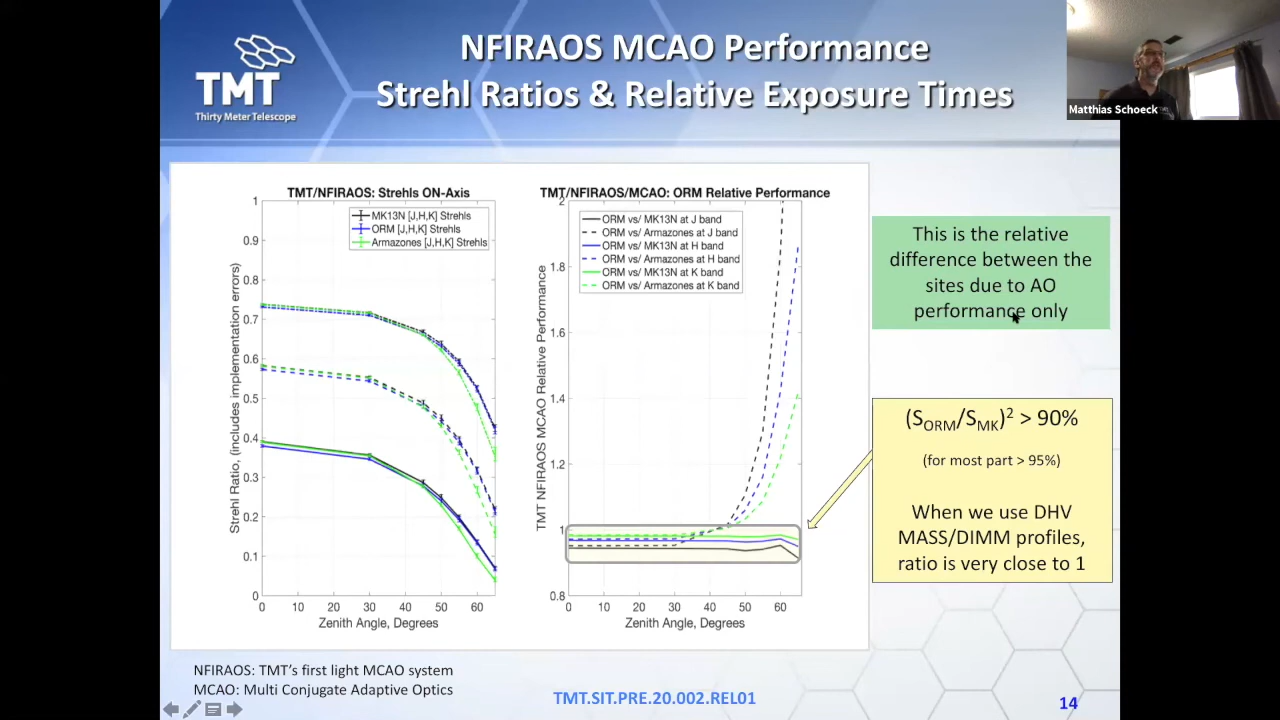 NFIRAOS MCAO Performance
Strehl Ratios & Relative Exposure Times
TMT
Thirty Meter Telescope
Matthias Schoeck
TMT/NFIRAOS: Strehls ON-Axis
MK13N [J,H,K] Strehls
ORM [J,H,K] Strehls
Armazones [J,H,K] Strehls
Strehl Ratio, (includes implementation errors)
1
0.9
0.8
0.7
0.6
0.5
0.4
0.3
0.2
0.1
0
0 10 20 30 40 50 60
Zenith Angle, Degrees
TMT/NFIRAOS/MCAO: ORM Relative Performance
ORM vs/ MK13N at J band
ORM vs/ Armazones at J band
ORM vs/ MK13N at H band
ORM vs/ Armazones at H band
ORM vs/ MK13N at K band
ORM vs/ Armazones at K band
TMT NFIRAOS MCAO Relative Performance
2
1.8
1.6
1.4
1.2
1
0.8
0 10 20 30 40 50 60
Zenith Angle, Degrees
This is the relative
difference between the
sites due to AO
performance only
(S_ORM/S_MK)² > 90%
(for most part > 95%)
When we use DHV
MASS/DIMM profiles,
ratio is very close to 1
NFIRAOS: TMT's first light MCAO system
MCAO: Multi Conjugate Adaptive Optics
TMT.SIT.PRE.20.002.REL01
14